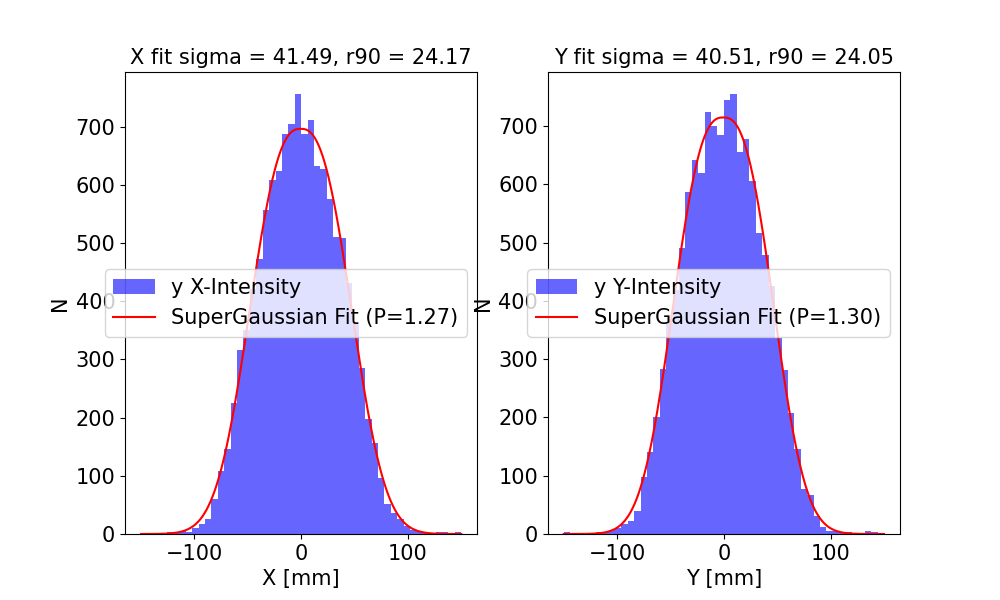 X fit sigma = 41.49, r90 = 24.17
Y fit sigma = 40.51, r90 = 24.05
700
600
500
400
300
200
100
0
N
y X-Intensity
SuperGaussian Fit (P=1.27)
−100
0
100
X [mm]
700
600
500
400
300
200
100
0
N
y Y-Intensity
SuperGaussian Fit (P=1.30)
−100
0
100
Y [mm]